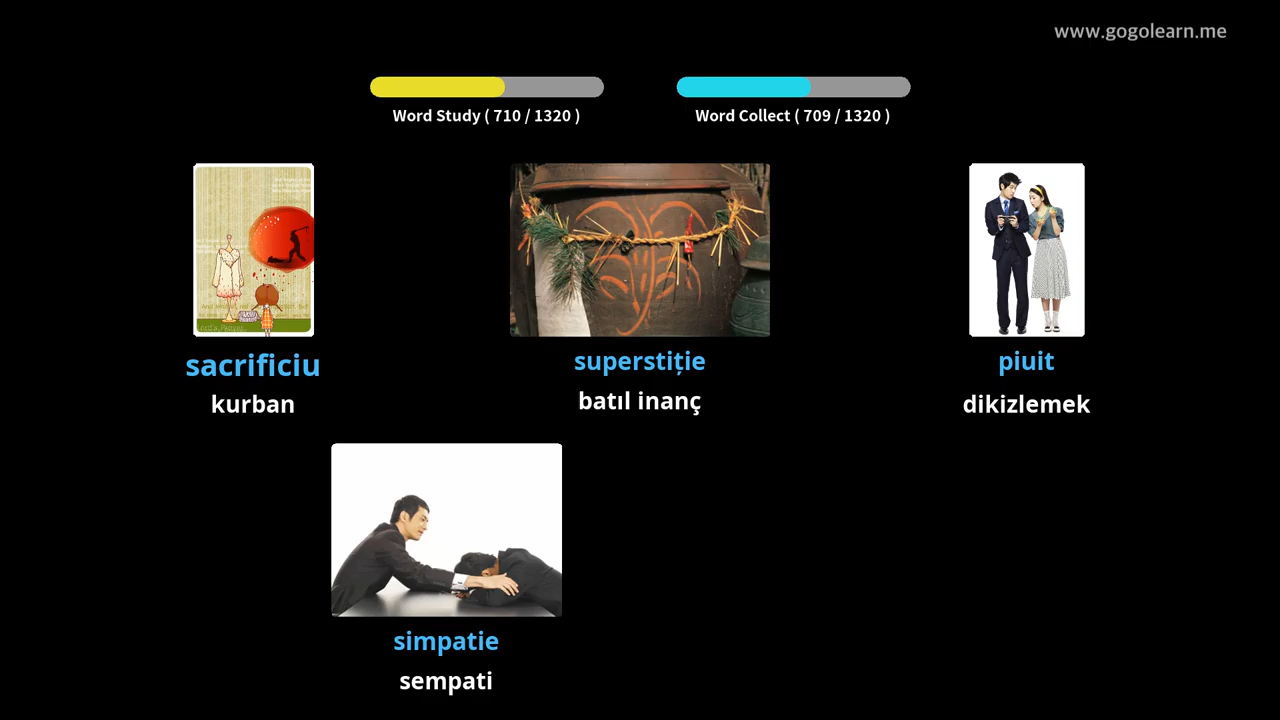 www.gogolearn.me
Word Study ( 710 / 1320 )
Word Collect ( 709 / 1320 )
sacrificiu
kurban
superstiție
batıl inanç
piuit
dikizlemek
simpatie
sempati